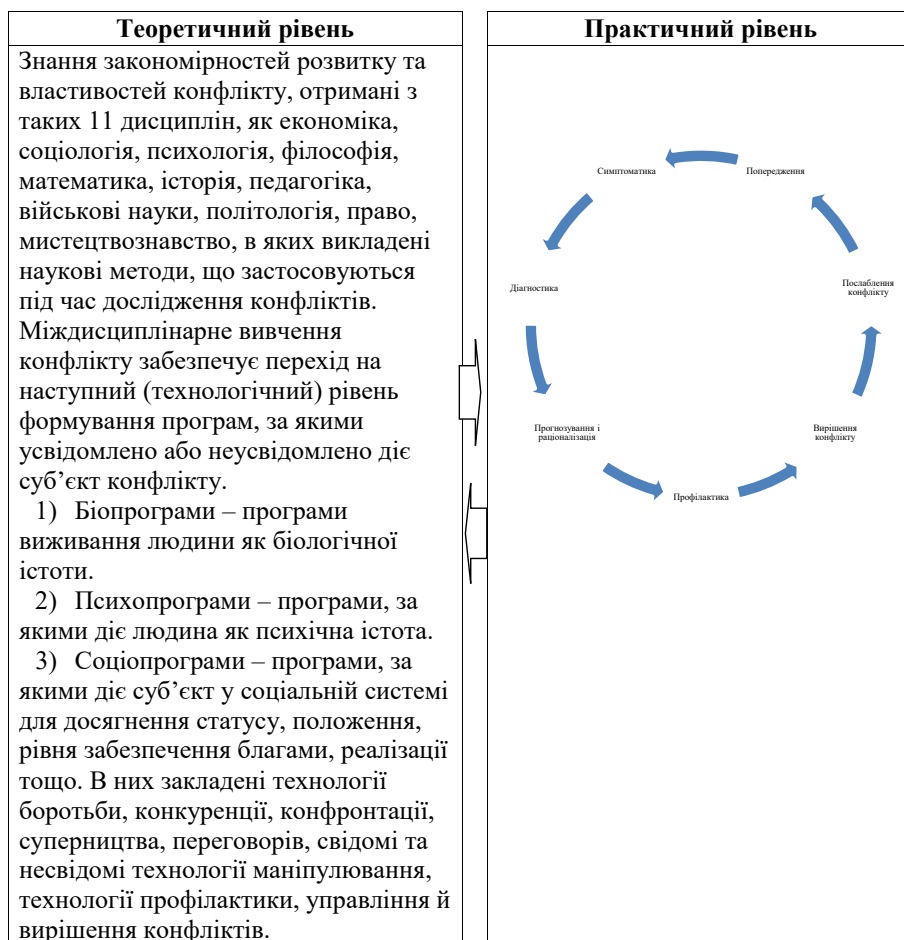 Теоретичний рівень
Знання закономірностей розвитку та
властивостей конфлікту, отримані з
таких 11 дисциплін, як економіка,
соціологія, психологія, філософія,
математика, історія, педагогіка,
військові науки, політологія, право,
мистецтвознавство, в яких викладені
наукові методи, що застосовуються
під час дослідження конфліктів.
Міждисциплінарне вивчення
конфлікту забезпечує перехід на
наступний (технологічний) рівень
формування програм, за якими
усвідомлено або неусвідомлено діє
суб’єкт конфлікту.
1) Біопрограми – програми
виживання людини як біологічної
істоти.
2) Психопрограми – програми, за
якими діє людина як психічна істота.
3) Соціопрограми – програми, за
якими діє суб’єкт у соціальній системі
для досягнення статусу, положення,
рівня забезпечення благами, реалізації
тощо. В них закладені технології
боротьби, конкуренції, конфронтації,
суперництва, переговорів, свідомі та
несвідомі технології маніпулювання,
технології профілактики, управління й
вирішення конфліктів.
Практичний рівень
Попередження
Симптоматика
Діагностика
Прогнозування і
раціоналізація
Профілактика
Вирішення
конфлікту
Послаблення
конфлікту